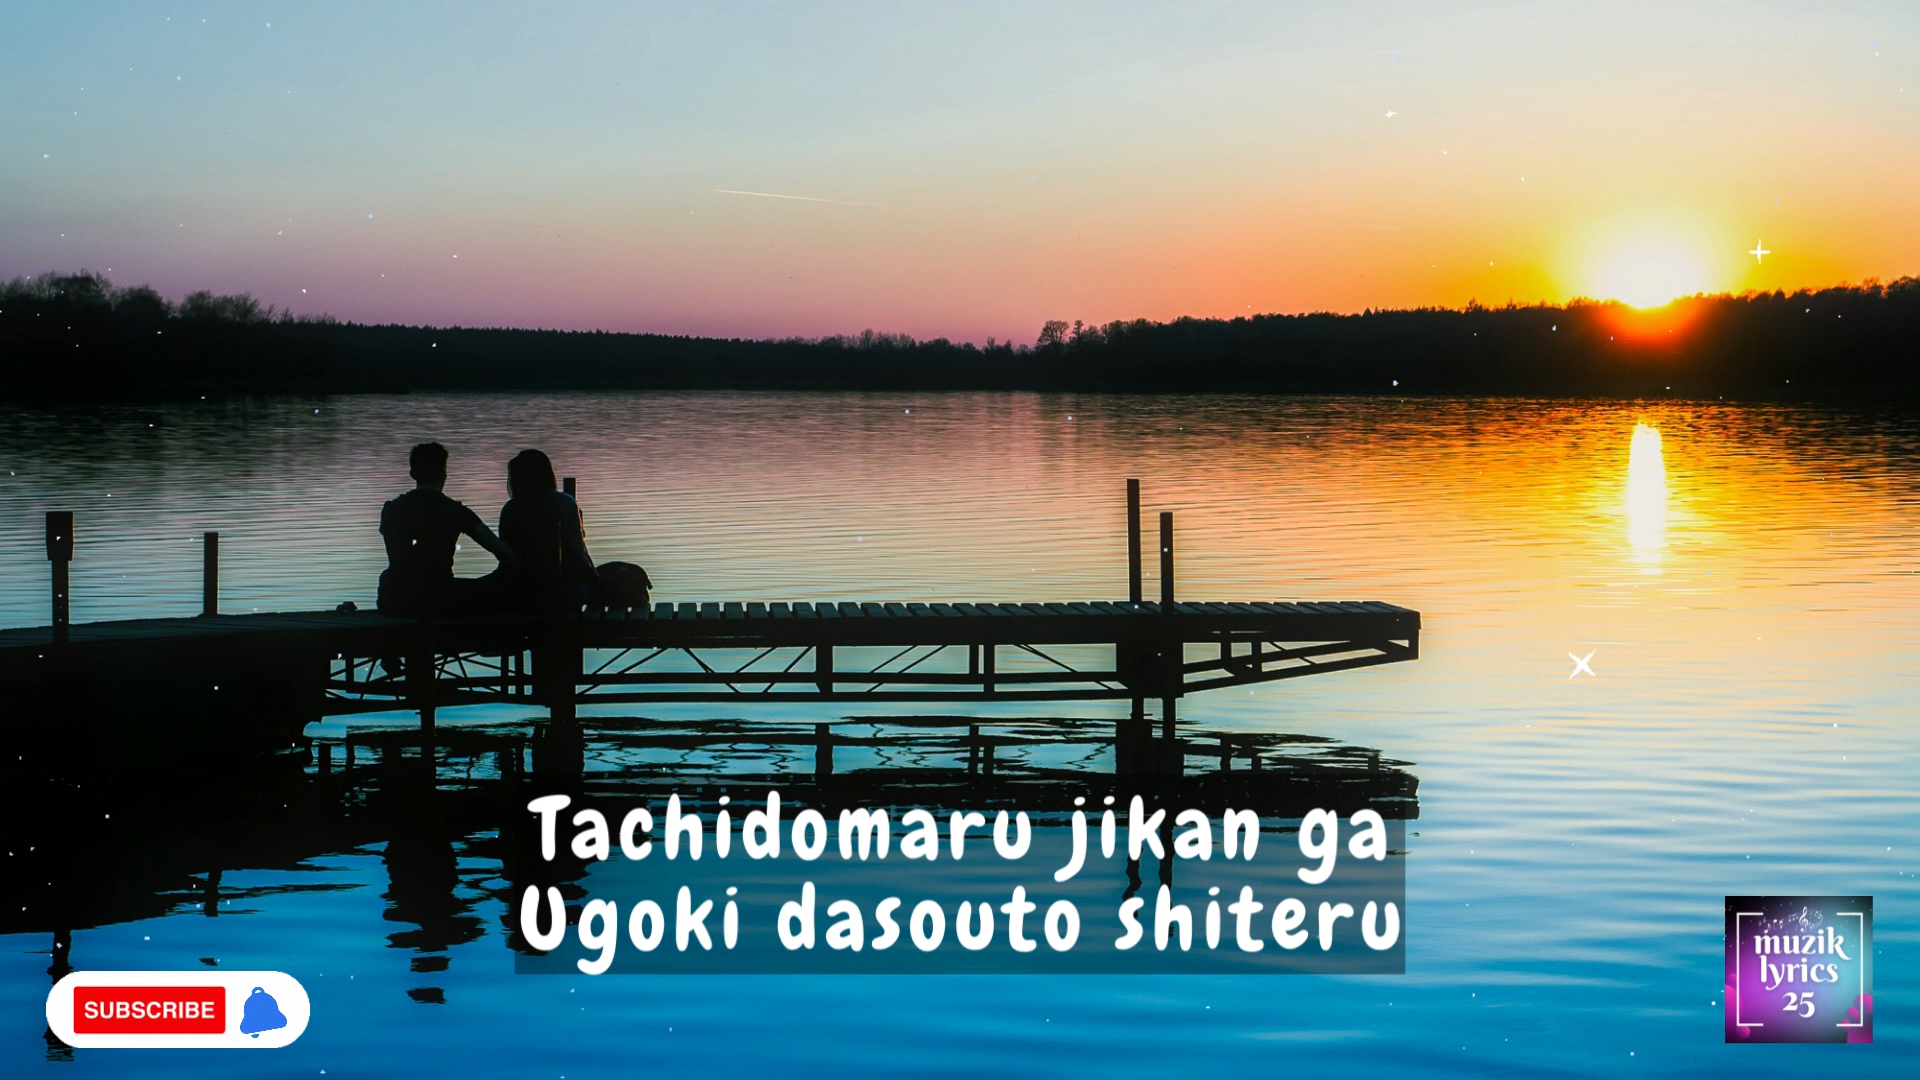 Tachidomaru jikan ga
Ugoki dasouto shiteru
SUBSCRIBE
muzik
lyrics
25